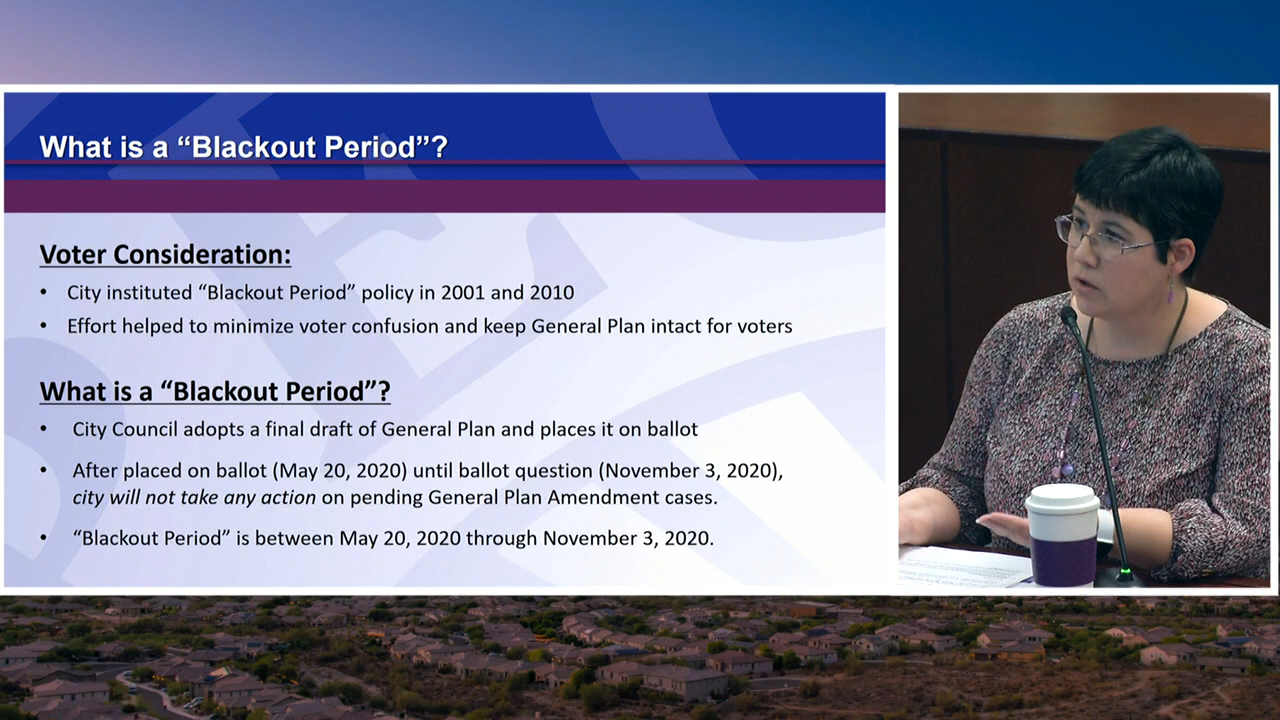 What is a “Blackout Period”?
Voter Consideration:
• City instituted “Blackout Period” policy in 2001 and 2010
• Effort helped to minimize voter confusion and keep General Plan intact for voters
What is a “Blackout Period”?
• City Council adopts a final draft of General Plan and places it on ballot
• After placed on ballot (May 20, 2020) until ballot question (November 3, 2020),
city will not take any action on pending General Plan Amendment cases.
• “Blackout Period” is between May 20, 2020 through November 3, 2020.